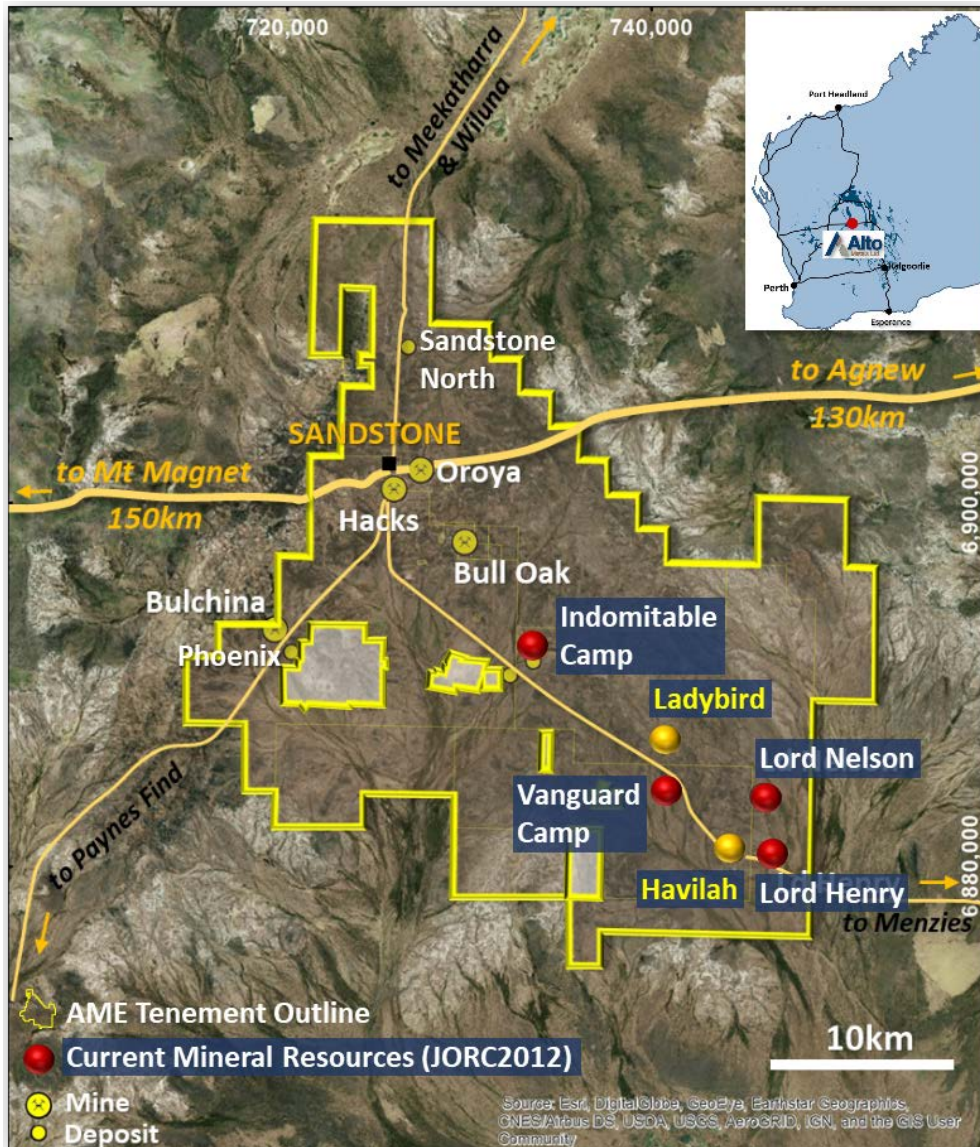 720,000
740,000
to Meekatharra
& Wiluna
Port Headland
Alto
Kalgoorlie
Perth
Esperance
Sandstone
North
to Agnew
130km
SANDSTONE
to Mt Magnet
150km
Oroya
Hacks
6,900,000
Bull Oak
Bulchina
Phoenix
Indomitable
Camp
Ladybird
Lord Nelson
Vanguard
Camp
Havilah
Lord Henry
6,880,000
to Menzies
to Paynes Find
AME Tenement Outline
Current Mineral Resources (JORC2012)
10km
Mine
Deposit
Source: Esri, DigitalGlobe, GeoEye, Earthstar Geographics,
CNES/Airbus DS, USDA, USGS, AeroGRID, IGN, and the GIS User
Community